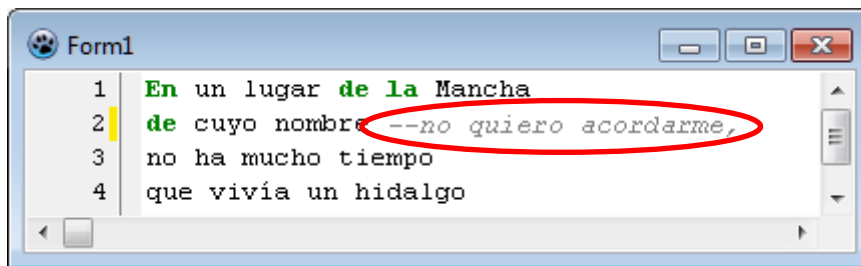 Form1
1 En un lugar de la Mancha
2 de cuyo nombre --no quiero acordarme,
3 no ha mucho tiempo
4 que vivía un hidalgo